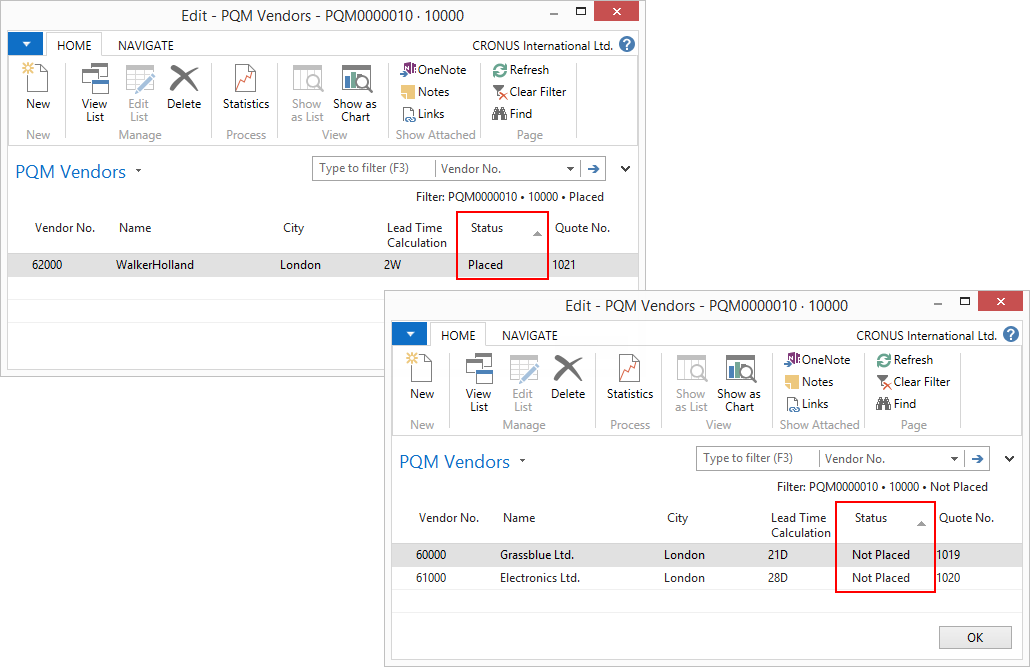 Edit - PQM Vendors - PQM0000010 · 10000
HOME NAVIGATE CRONUS International Ltd. ?
New View List Edit List Delete Statistics Show as List Show as Chart OneNote Notes Links Refresh Clear Filter Find
New Manage Process View Show Attached Page
PQM Vendors Type to filter (F3) Vendor No.
Filter: PQM0000010 • 10000 • Placed
Vendor No. Name City Lead Time Calculation Status Quote No.
62000 WalkerHolland London 2W Placed 1021
Edit - PQM Vendors - PQM0000010 · 10000
HOME NAVIGATE CRONUS International Ltd. ?
New View List Edit List Delete Statistics Show as List Show as Chart OneNote Notes Links Refresh Clear Filter Find
New Manage Process View Show Attached Page
PQM Vendors Type to filter (F3) Vendor No.
Filter: PQM0000010 • 10000 • Not Placed
Vendor No. Name City Lead Time Calculation Status Quote No.
60000 Grassblue Ltd. London 21D Not Placed 1019
61000 Electronics Ltd. London 28D Not Placed 1020
OK